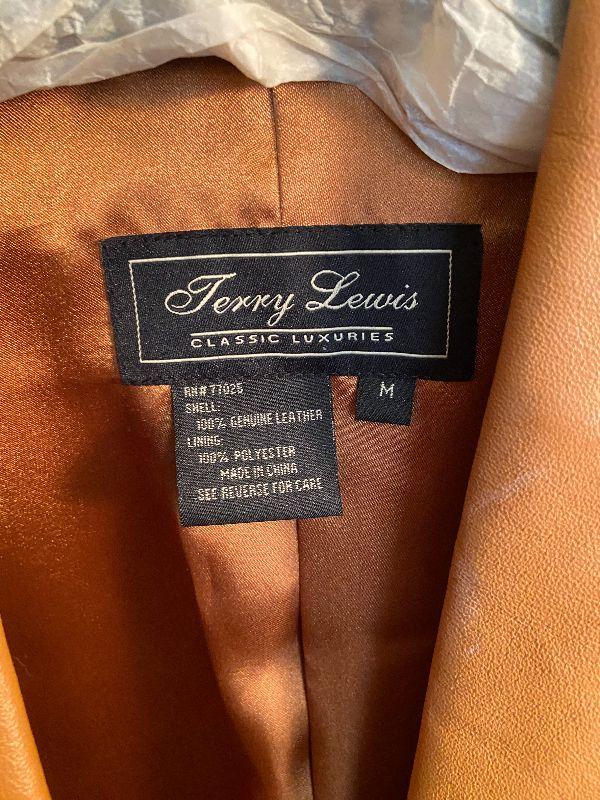 Terry Lewis
CLASSIC LUXURIES
M
RN# 77025
SHELL:
100% GENUINE LEATHER
LINING:
100% POLYESTER
MADE IN CHINA
SEE REVERSE FOR CARE